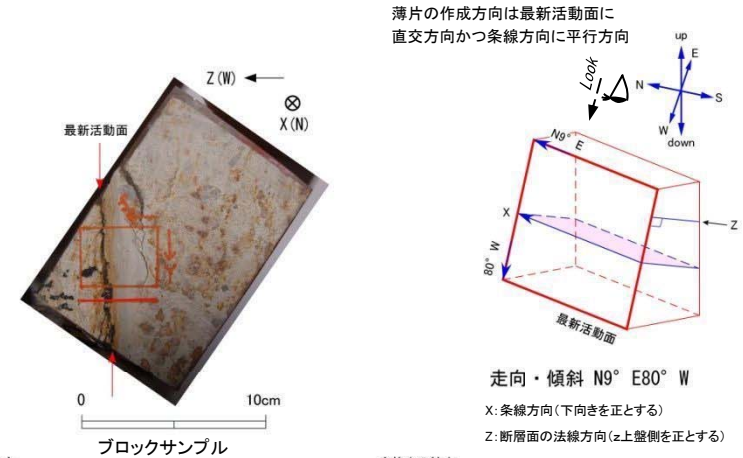 薄片の作成方向は最新活動面に
直交方向かつ条線方向に平行方向
Z(W)
X(N)
最新活動面
0
10cm
ブロックサンプル
Look
up
E
N
S
W
down
N9° E
X
Z
80° W
最新活動面
走向・傾斜 N9° E80° W
X:条線方向(下向きを正とする)
Z:断層面の法線方向(z上盤側を正とする)